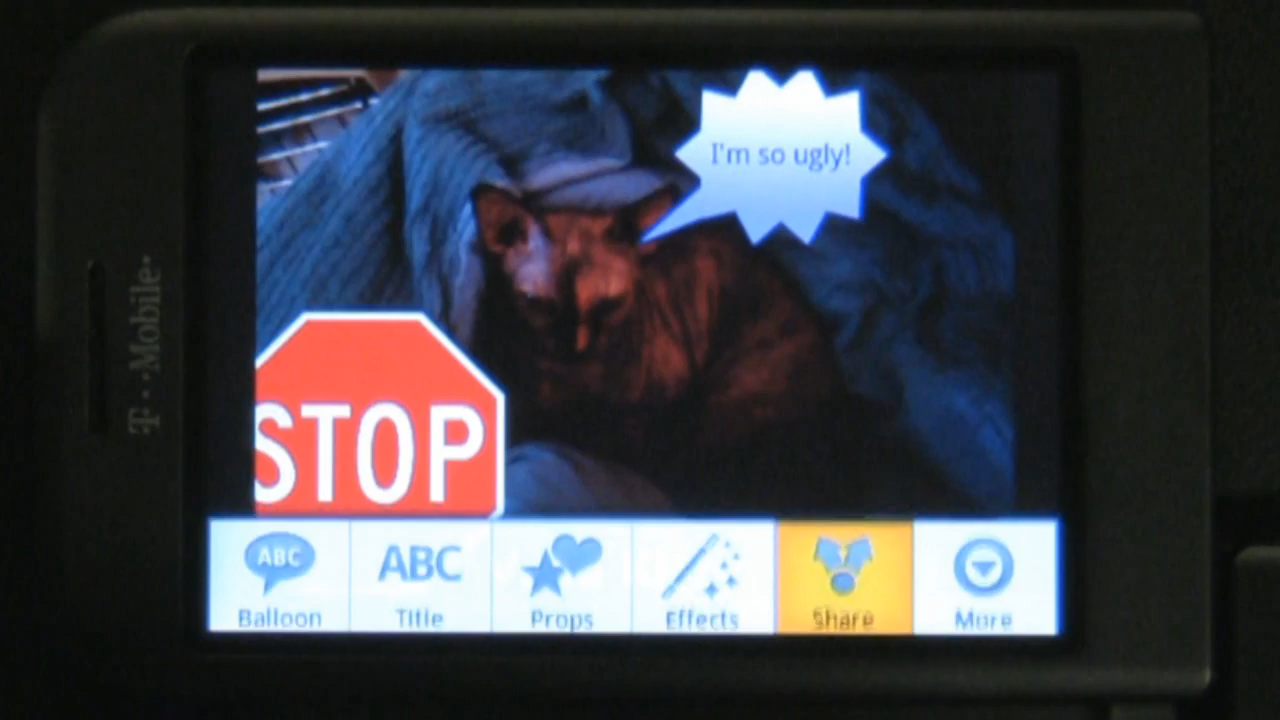 T··Mobile·
I'm so ugly!
STOP
ABC
ABC
Balloon
Title
Props
Effects
Share
More